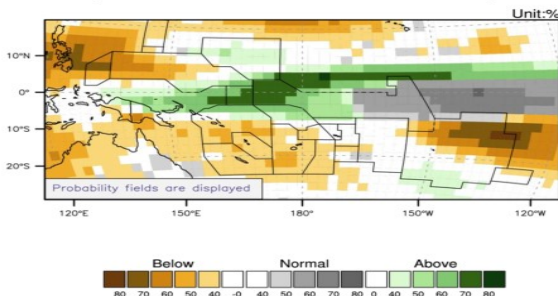 Unit:%
10°N
0°
10°S
20°S
Probability fields are displayed
120°E 150°E 180° 150°W 120°W
Below Normal Above
80 70 60 50 40 -0 40 50 60 70 80 0 40 50 60 70 80